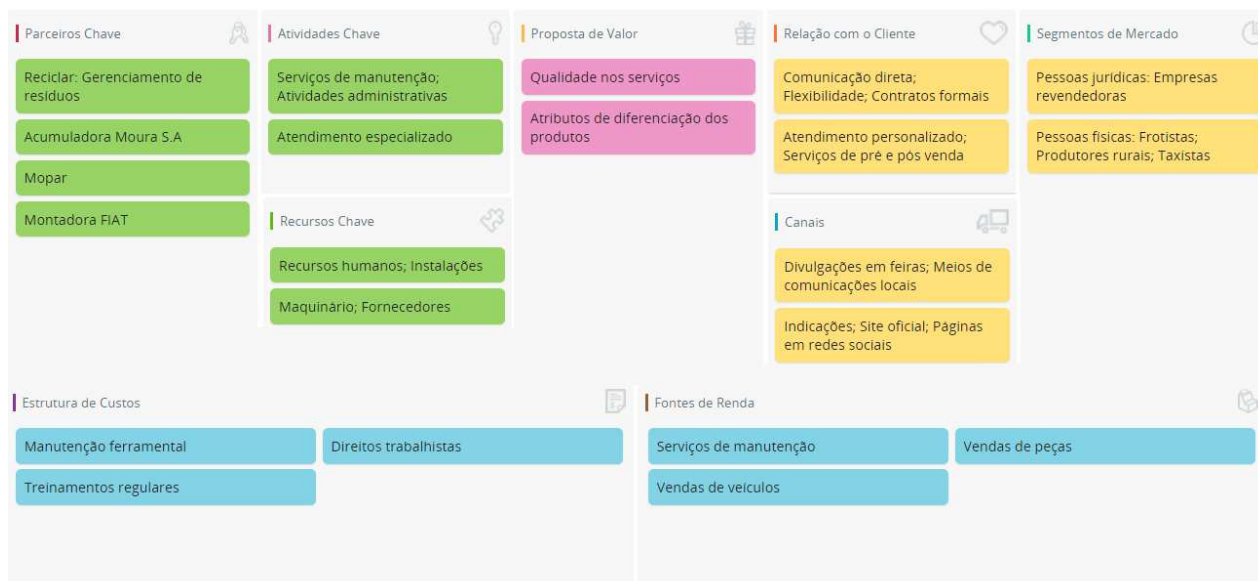 Parceiros Chave
Reciclar: Gerenciamento de
resíduos
Acumuladora Moura S.A
Mopar
Montadora FIAT
Atividades Chave
Serviços de manutenção;
Atividades administrativas
Atendimento especializado
Recursos Chave
Recursos humanos; Instalações
Maquinário; Fornecedores
Proposta de Valor
Qualidade nos serviços
Atributos de diferenciação dos
produtos
Relação com o Cliente
Comunicação direta;
Flexibilidade; Contratos formais
Atendimento personalizado;
Serviços de pré e pós venda
Canais
Divulgações em feiras; Meios de
comunicações locais
Indicações; Site oficial; Páginas
em redes sociais
Segmentos de Mercado
Pessoas jurídicas: Empresas
revendedoras
Pessoas físicas: Frotistas;
Produtores rurais; Taxistas
Estrutura de Custos
Manutenção ferramental
Direitos trabalhistas
Treinamentos regulares
Fontes de Renda
Serviços de manutenção
Vendas de peças
Vendas de veículos